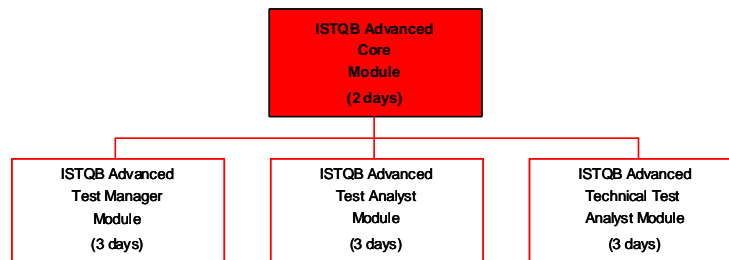 ISTQB Advanced
Core
Module
(2 days)
ISTQB Advanced
Test Manager
Module
(3 days)
ISTQB Advanced
Test Analyst
Module
(3 days)
ISTQB Advanced
Technical Test
Analyst Module
(3 days)